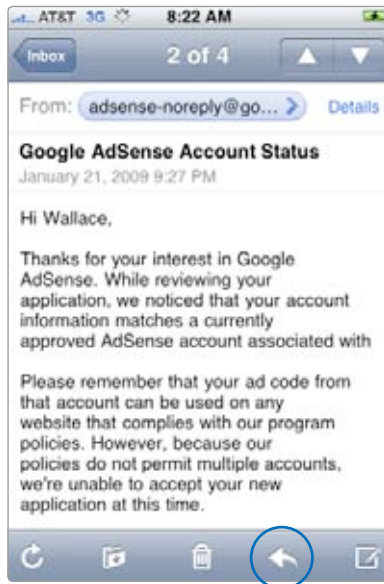 AT&T 3G 8:22 AM
Inbox 2 of 4
From: adsense-noreply@go... Details
Google AdSense Account Status
January 21, 2009 9:27 PM
Hi Wallace,
Thanks for your interest in Google
AdSense. While reviewing your
application, we noticed that your account
information matches a currently
approved AdSense account associated with
Please remember that your ad code from
that account can be used on any
website that complies with our program
policies. However, because our
policies do not permit multiple accounts,
we're unable to accept your new
application at this time.